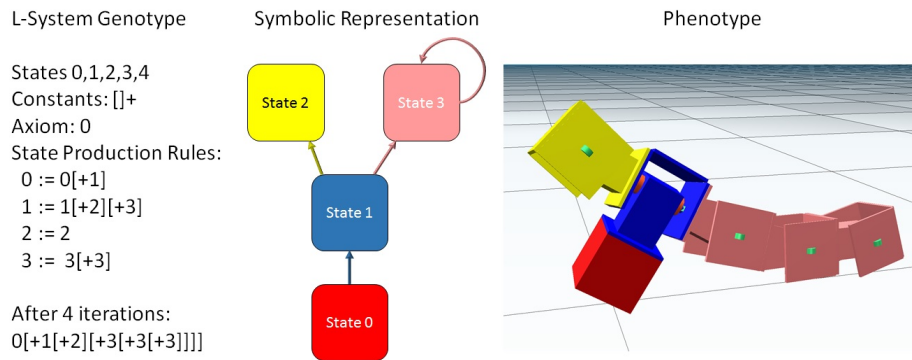 L-System Genotype
States 0,1,2,3,4
Constants: []+
Axiom: 0
State Production Rules:
0 := 0[+1]
1 := 1[+2][+3]
2 := 2
3 := 3[+3]
After 4 iterations:
0[+1[+2][+3[+3[+3]]]]
Symbolic Representation
State 2
State 3
State 1
State 0
Phenotype